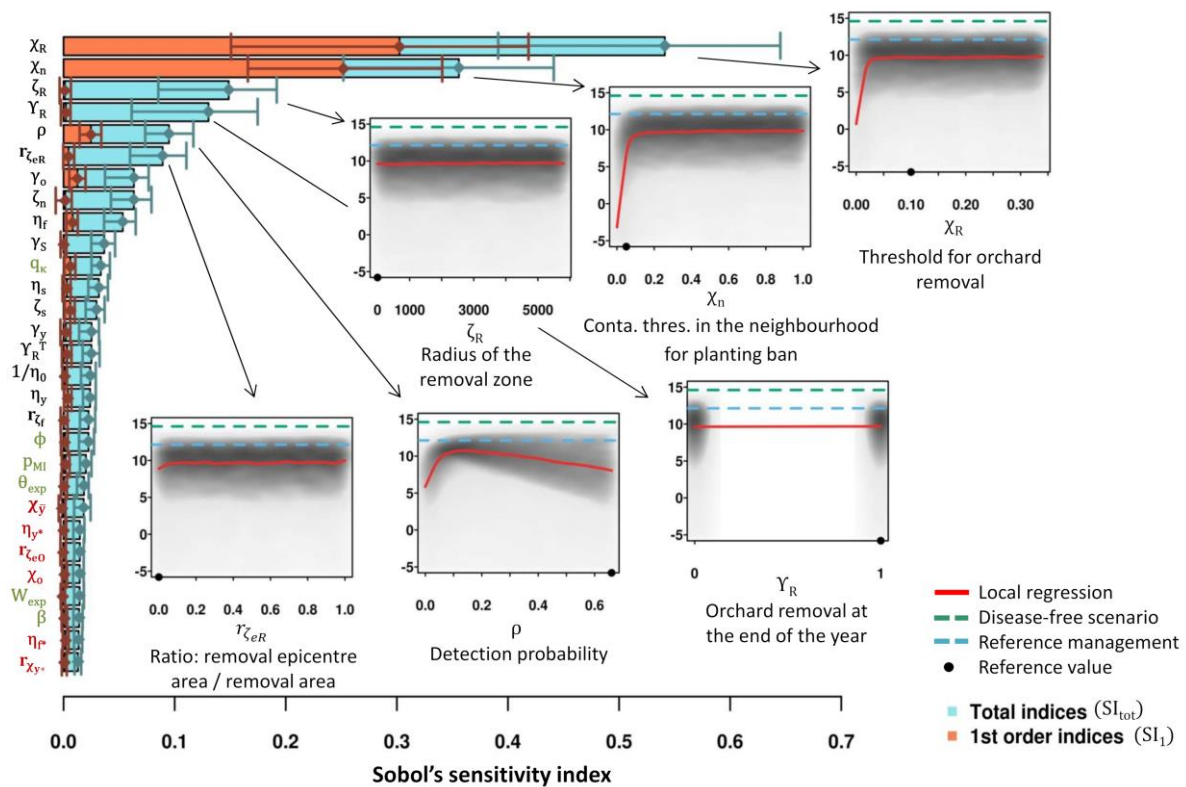 χR
χn
ζR
ϒR
ρ
rζeR
γo
ζn
ηf
γS
qκ
ηs
ζs
γy
ϒRT
1/η0
ηy
rζf
ϕ
pMI
θexp
χȳ
ηy*
rζeO
χo
Wexp
β
ηf*
rχy*
0.0 0.1 0.2 0.3 0.4 0.5 0.6 0.7
Sobol's sensitivity index
15
10
5
0
-5
0.00 0.10 0.20 0.30
χR
Threshold for orchard
removal
15
10
5
0
-5
0.0 0.2 0.4 0.6 0.8 1.0
χn
Conta. thres. in the neighbourhood
for planting ban
15
10
5
0
-5
0 1000 3000 5000
ζR
Radius of the
removal zone
15
10
5
0
-5
0.0 0.2 0.4 0.6 0.8 1.0
rζeR
Ratio: removal epicentre
area / removal area
15
10
5
0
-5
0.0 0.2 0.4 0.6
ρ
Detection probability
15
10
5
0
-5
0 1
ϒR
Orchard removal at
the end of the year
Local regression
Disease-free scenario
Reference management
Reference value
Total indices (SItot)
1st order indices (SI1)